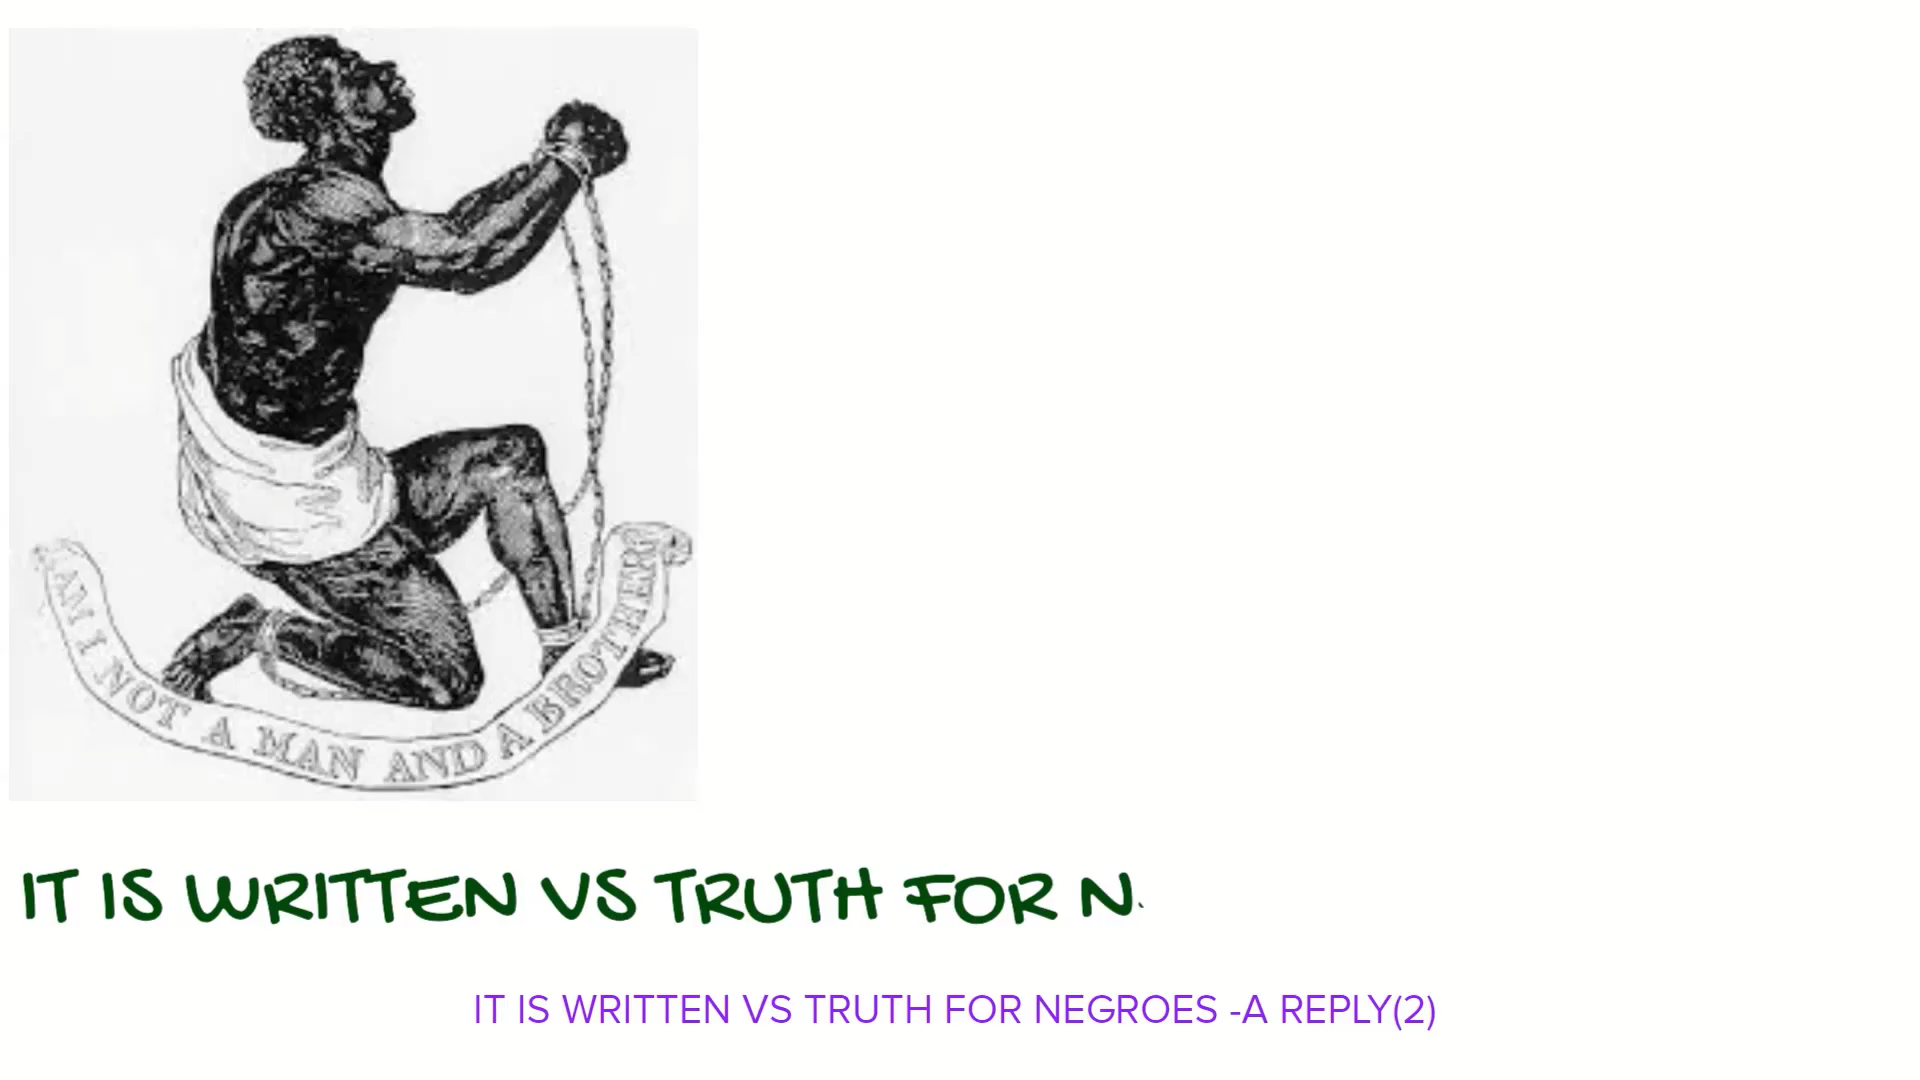 AM I NOT A MAN AND A BROTHER?
IT IS WRITTEN VS TRUTH FOR N
IT IS WRITTEN VS TRUTH FOR NEGROES -A REPLY(2)